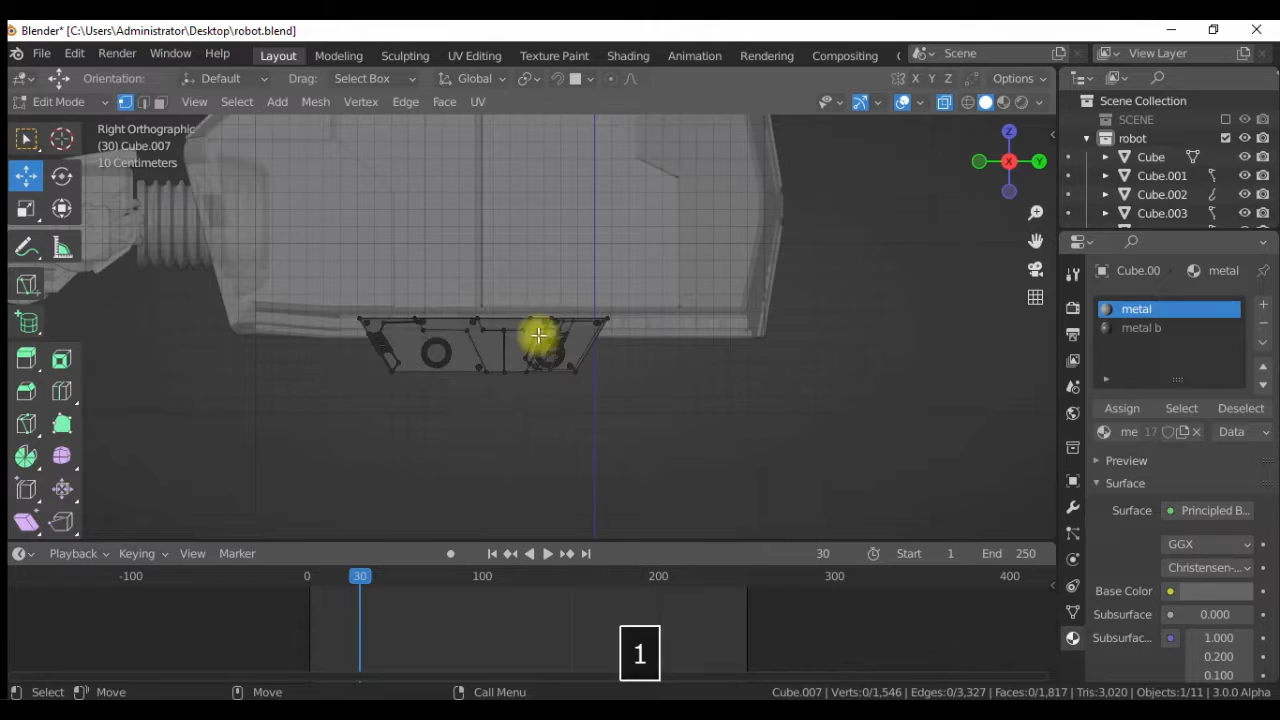 Blender* [C:\Users\Administrator\Desktop\robot.blend]
File Edit Render Window Help Layout Modeling Sculpting UV Editing Texture Paint Shading Animation Rendering Compositing Scene View Layer
Orientation: Default Drag: Select Box Global X Y Z Options
Edit Mode View Select Add Mesh Vertex Edge Face UV
Scene Collection
SCENE
robot
Cube
Cube.001
Cube.002
Cube.003
Right Orthographic
(30) Cube.007
10 Centimeters
Z
X
Y
Cube.00 metal
metal
metal b
Assign Select Deselect
me 17 Data
Preview
Surface
Surface Principled B...
GGX
Christensen-...
Base Color
Subsurface 0.000
Subsurfac... 1.000
0.200
0.100
Playback Keying View Marker 30 Start 1 End 250
-100 0 30 100 200 300 400
1
Select Move Move Call Menu Cube.007 | Verts:0/1,546 | Edges:0/3,327 | Faces:0/1,817 | Tris:3,020 | Objects:1/11 | 3.0.0 Alpha